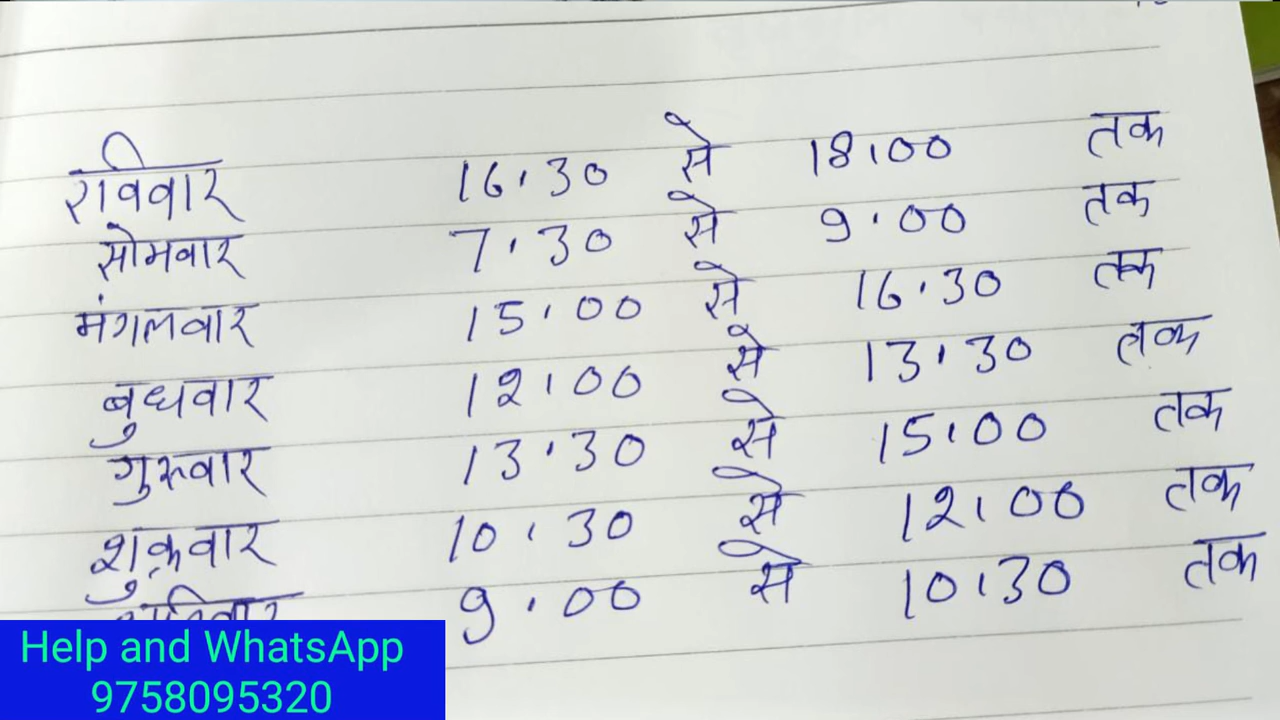 रविवार 16:30 से 18:00 तक
सोमवार 7:30 से 9:00 तक
मंगलवार 15:00 से 16:30 तक
बुधवार 12:00 से 13:30 तक
गुरुवार 13:30 से 15:00 तक
शुक्रवार 10:30 से 12:00 तक
9:00 से 10:30 तक
Help and WhatsApp
9758095320